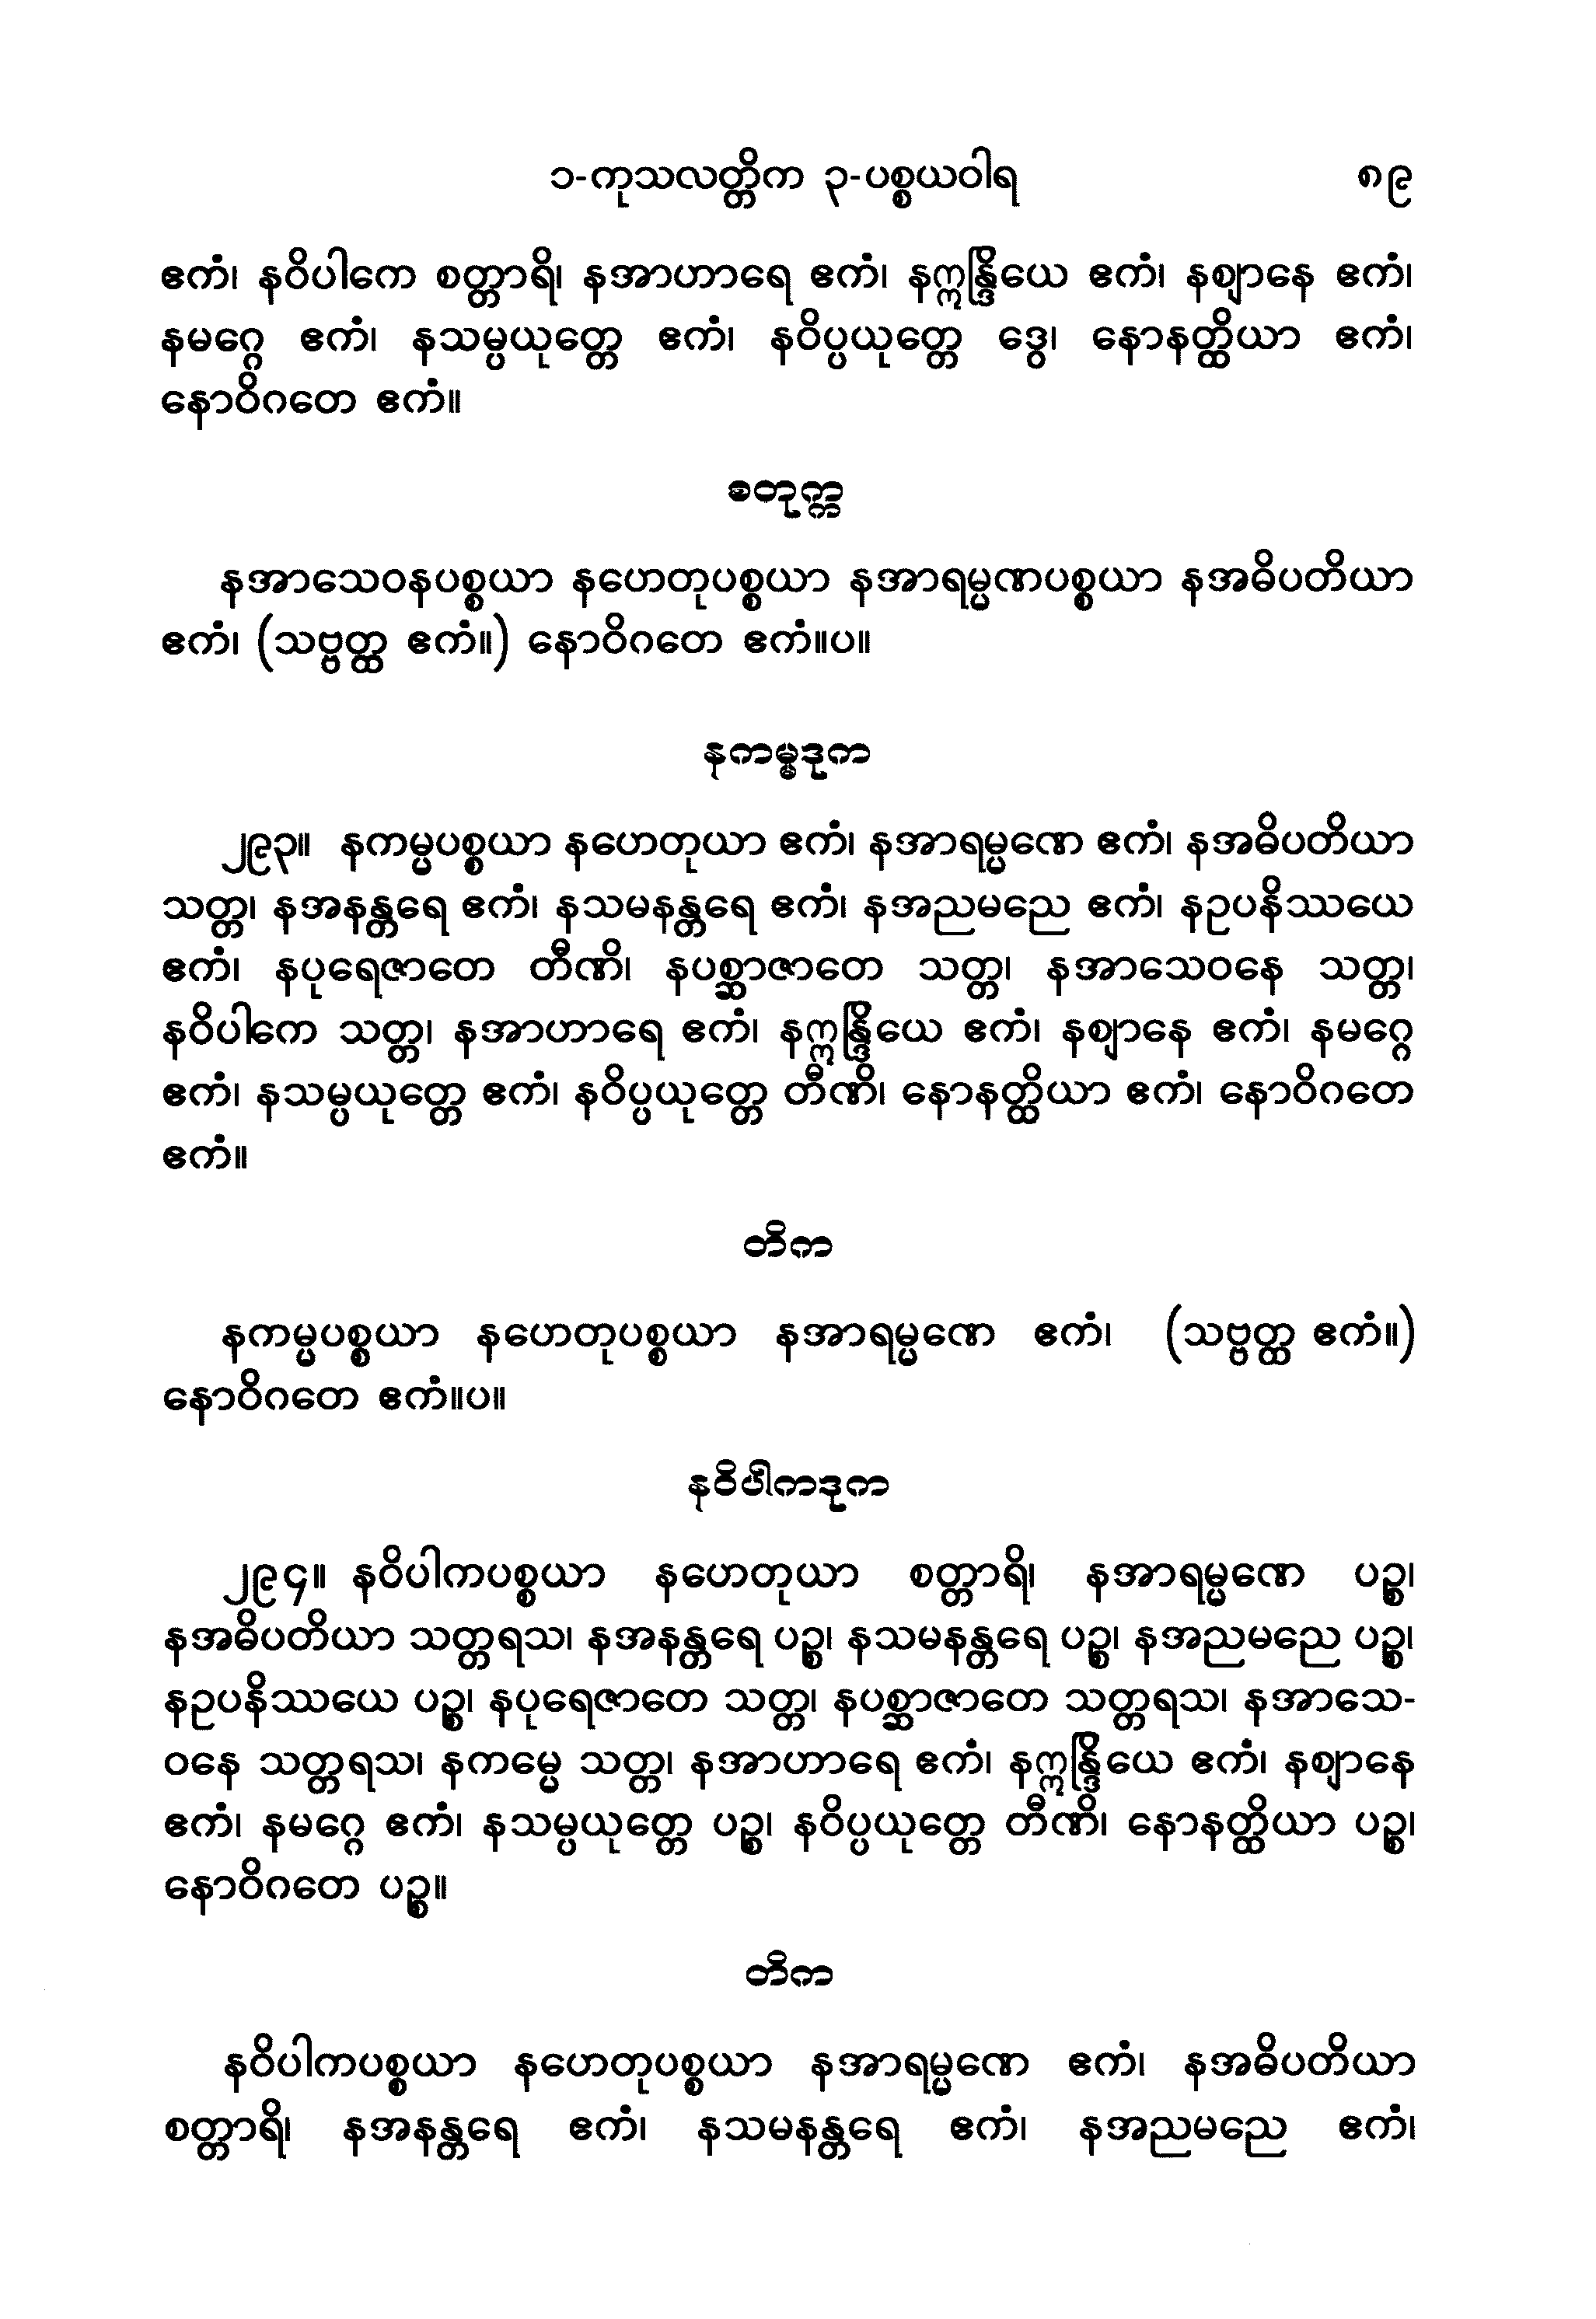 ၁-ကုသလတ္တိက ၃-ပစ္စယဝါရ ၈၉
ဧကံ၊ နဝိပါကေ စတ္တာရိ၊ နအာဟာရေ ဧကံ၊ နဣန္ဒြိယေ ဧကံ၊ နဈာနေ ဧကံ၊
နမဂ္ဂေ ဧကံ၊ နသမ္ပယုတ္တေ ဧကံ၊ နဝိပ္ပယုတ္တေ ဒွေ၊ နောနတ္ထိယာ ဧကံ၊
နောဝိဂတေ ဧကံ။
စတုက္က
နအာသေဝနပစ္စယာ နဟေတုပစ္စယာ နအာရမ္မဏပစ္စယာ နအဓိပတိယာ
ဧကံ၊ (သဗ္ဗတ္ထ ဧကံ။) နောဝိဂတေ ဧကံ။ပ။
နကမ္မဒုက
၂၉၃။ နကမ္မပစ္စယာ နဟေတုယာ ဧကံ၊ နအာရမ္မဏေ ဧကံ၊ နအဓိပတိယာ
သတ္တ၊ နအနန္တရေ ဧကံ၊ နသမနန္တရေ ဧကံ၊ နအညမညေ ဧကံ၊ နဥပနိဿယေ
ဧကံ၊ နပုရေဇာတေ တီဏိ၊ နပစ္ဆာဇာတေ သတ္တ၊ နအာသေဝနေ သတ္တ၊
နဝိပါကေ သတ္တ၊ နအာဟာရေ ဧကံ၊ နဣန္ဒြိယေ ဧကံ၊ နဈာနေ ဧကံ၊ နမဂ္ဂေ
ဧကံ၊ နသမ္ပယုတ္တေ ဧကံ၊ နဝိပ္ပယုတ္တေ တီဏိ၊ နောနတ္ထိယာ ဧကံ၊ နောဝိဂတေ
ဧကံ။
တိက
နကမ္မပစ္စယာ နဟေတုပစ္စယာ နအာရမ္မဏေ ဧကံ၊ (သဗ္ဗတ္ထ ဧကံ။)
နောဝိဂတေ ဧကံ။ပ။
နဝိပါကဒုက
၂၉၄။ နဝိပါကပစ္စယာ နဟေတုယာ စတ္တာရိ၊ နအာရမ္မဏေ ပဉ္စ၊
နအဓိပတိယာ သတ္တရသ၊ နအနန္တရေ ပဉ္စ၊ နသမနန္တရေ ပဉ္စ၊ နအညမညေ ပဉ္စ၊
နဥပနိဿယေ ပဉ္စ၊ နပုရေဇာတေ သတ္တ၊ နပစ္ဆာဇာတေ သတ္တရသ၊ နအာသေ-
ဝနေ သတ္တရသ၊ နကမ္မေ သတ္တ၊ နအာဟာရေ ဧကံ၊ နဣန္ဒြိယေ ဧကံ၊ နဈာနေ
ဧကံ၊ နမဂ္ဂေ ဧကံ၊ နသမ္ပယုတ္တေ ပဉ္စ၊ နဝိပ္ပယုတ္တေ တီဏိ၊ နောနတ္ထိယာ ပဉ္စ၊
နောဝိဂတေ ပဉ္စ။
တိက
နဝိပါကပစ္စယာ နဟေတုပစ္စယာ နအာရမ္မဏေ ဧကံ၊ နအဓိပတိယာ
စတ္တာရိ၊ နအနန္တရေ ဧကံ၊ နသမနန္တရေ ဧကံ၊ နအညမညေ ဧကံ၊